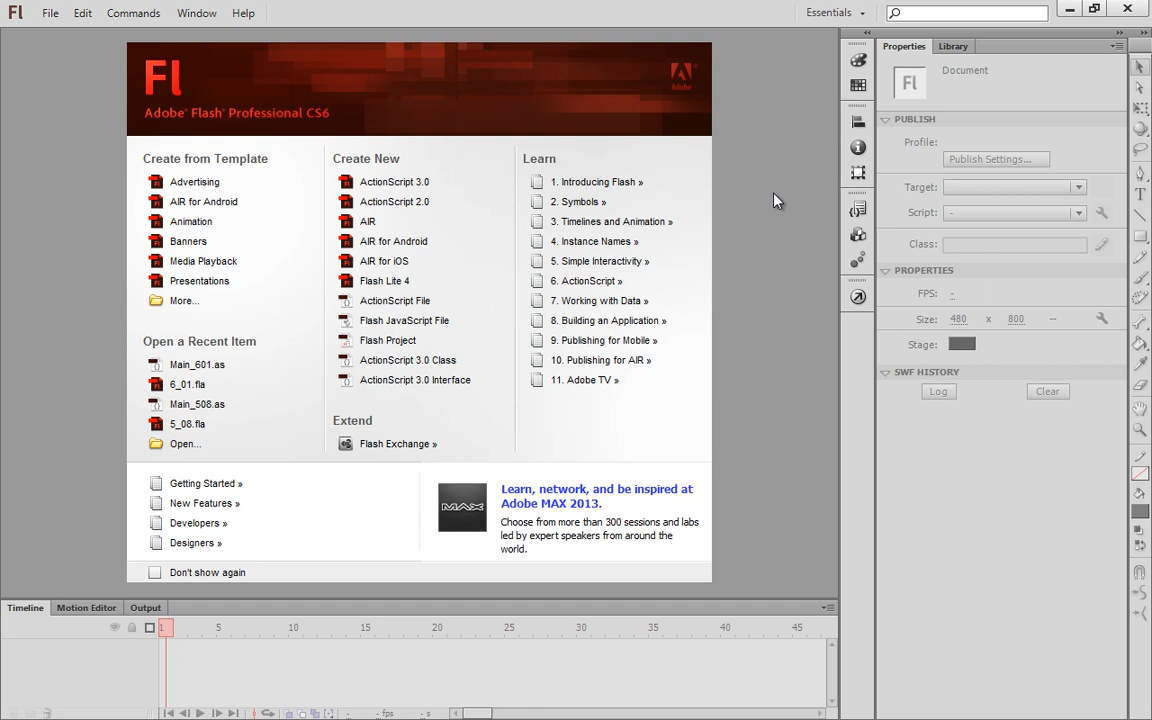 Fl File Edit Commands Window Help Essentials
Properties Library
Fl Document
Fl
Adobe
Adobe® Flash® Professional CS6
PUBLISH
Profile:
Publish Settings...
Target:
Script: -
Class:
PROPERTIES
FPS: -
Size: 480 x 800 --
Stage:
SWF HISTORY
Log Clear
Create from Template
Advertising
AIR for Android
Animation
Banners
Media Playback
Presentations
More...
Open a Recent Item
Main_601.as
6_01.fla
Main_508.as
5_08.fla
Open...
Create New
ActionScript 3.0
ActionScript 2.0
AIR
AIR for Android
AIR for iOS
Flash Lite 4
ActionScript File
Flash JavaScript File
Flash Project
ActionScript 3.0 Class
ActionScript 3.0 Interface
Extend
Flash Exchange »
Learn
1. Introducing Flash »
2. Symbols »
3. Timelines and Animation »
4. Instance Names »
5. Simple Interactivity »
6. ActionScript »
7. Working with Data »
8. Building an Application »
9. Publishing for Mobile »
10. Publishing for AIR »
11. Adobe TV »
Getting Started »
New Features »
Developers »
Designers »
MAX
Learn, network, and be inspired at
Adobe MAX 2013.
Choose from more than 300 sessions and labs
led by expert speakers from around the
world.
Don't show again
Timeline Motion Editor Output
1 5 10 15 20 25 30 35 40 45
- - fps - s